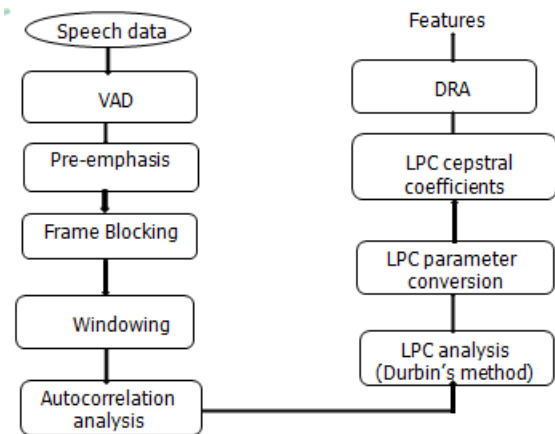 Speech data
VAD
Pre-emphasis
Frame Blocking
Windowing
Autocorrelation
analysis
LPC analysis
(Durbin's method)
LPC parameter
conversion
LPC cepstral
coefficients
DRA
Features